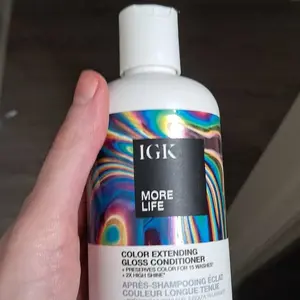 IGK
MORE
LIFE
COLOR EXTENDING
GLOSS CONDITIONER
+ PRESERVES COLOR FOR 15 WASHES*
+ 2X HIGH SHINE*
APRÈS-SHAMPOOING ÉCLAT
COULEUR LONGUE TENUE